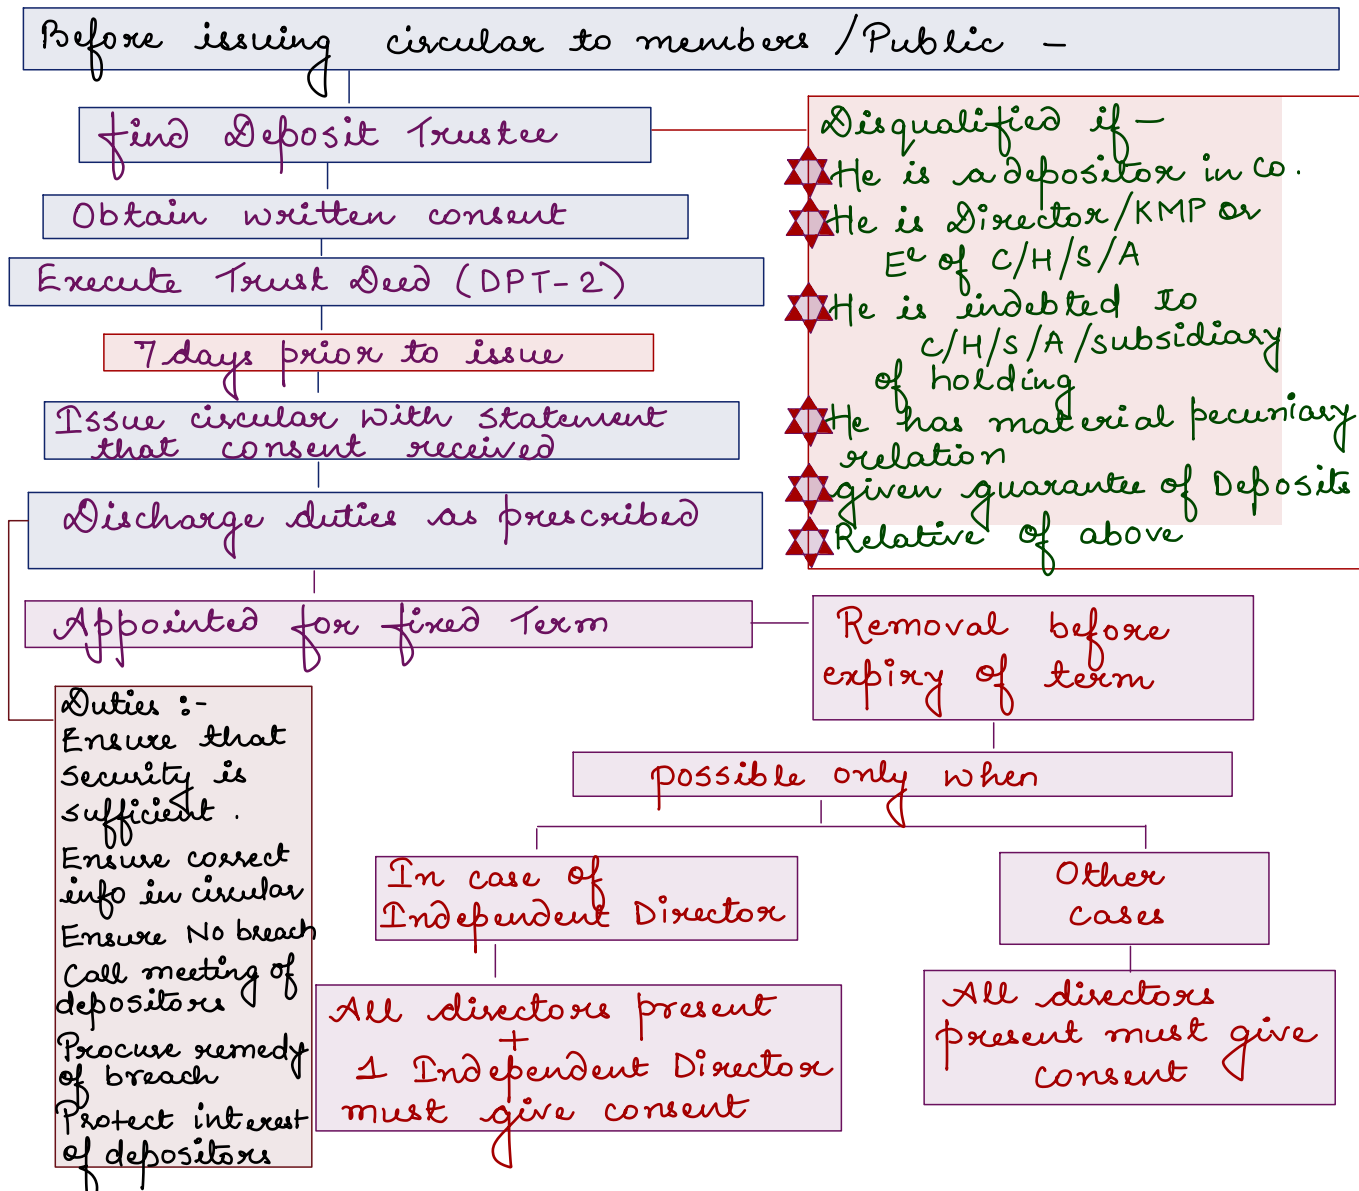 Before issuing circular to members / Public -
find Deposit Trustee
Obtain written consent
Execute Trust Deed (DPT-2)
7 days prior to issue
Issue circular with statement
that consent received
Discharge duties as prescribed
Appointed for fixed Term
Disqualified if -
He is a depositor in co.
He is Director/KMP or
Ee of C/H/S/A
He is indebted to
C/H/S/A/subsidiary
of holding
He has material pecuniary
relation
given guarantee of Deposits
Relative of above
Removal before
expiry of term
possible only when
In case of
Independent Director
All directors present
+
1 Independent Director
must give consent
Other
cases
All directors
present must give
consent
Duties :-
Ensure that
security is
sufficient.
Ensure correct
info in circular
Ensure No breach
Call meeting of
depositors
Procure remedy
of breach
Protect interest
of depositors